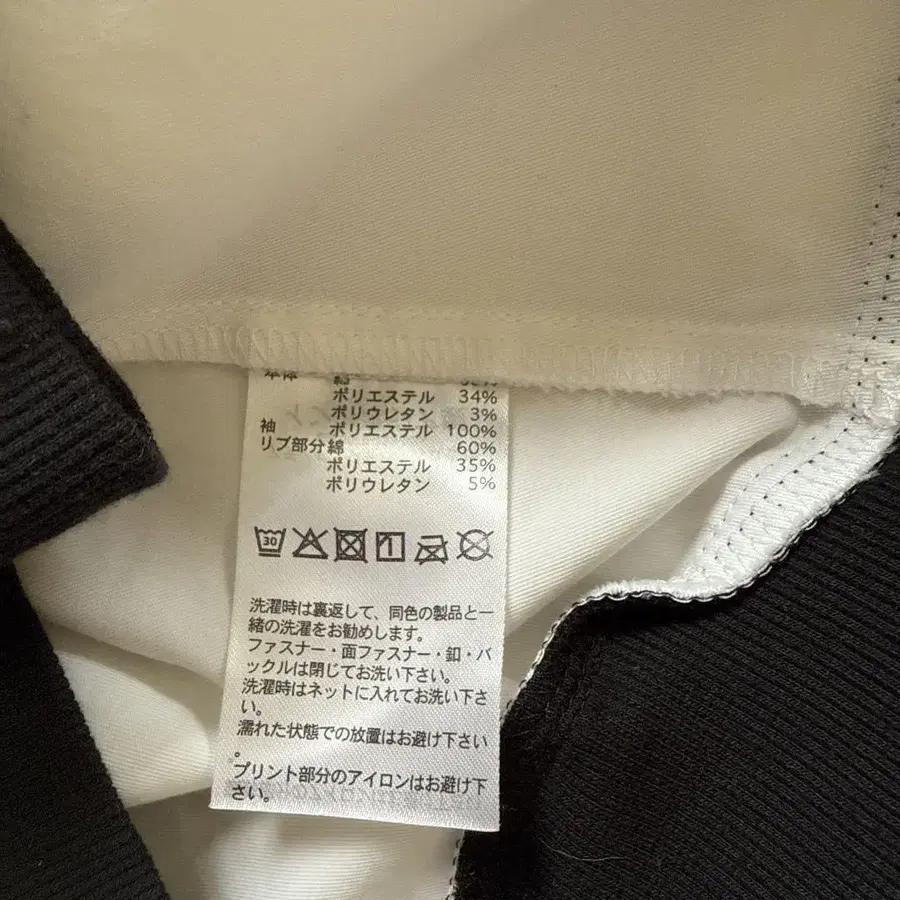 本体 綿
ポリエステル 34%
ポリウレタン 3%
袖 ポリエステル 100%
リブ部分 綿 60%
ポリエステル 35%
ポリウレタン 5%
30
洗濯時は裏返して、同色の製品と一
緒の洗濯をお勧めします。
ファスナー・面ファスナー・釦・バ
ックルは閉じてお洗い下さい。
洗濯時はネットに入れてお洗い下さ
い。
濡れた状態での放置はお避け下さい
。
プリント部分のアイロンはお避け下
さい。